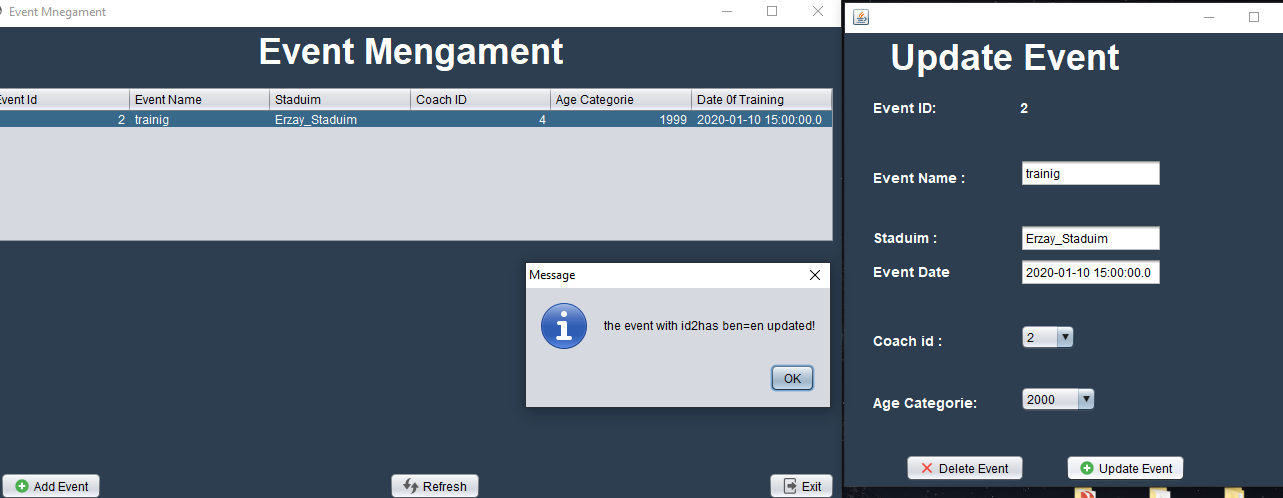 Event Mnegament
Event Mengament
Event Id Event Name Staduim Coach ID Age Categorie Date 0f Training
2 trainig Erzay_Staduim 4 1999 2020-01-10 15:00:00.0
Message
the event with id2has ben=en updated!
OK
Add Event Refresh Exit
Update Event
Event ID: 2
Event Name : trainig
Staduim : Erzay_Staduim
Event Date 2020-01-10 15:00:00.0
Coach id : 2
Age Categorie: 2000
Delete Event Update Event